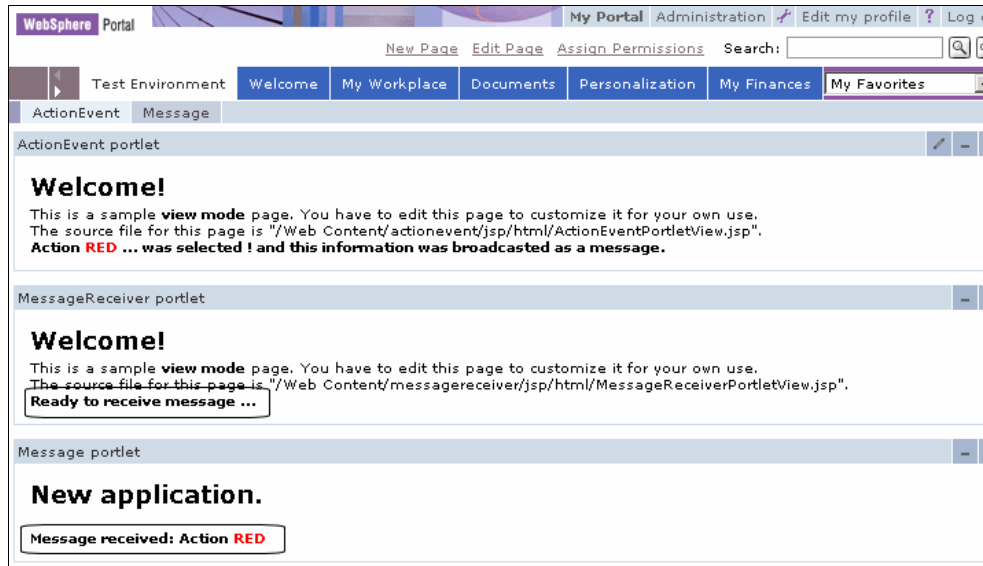 WebSphere Portal
My Portal Administration Edit my profile ? Log
New Page Edit Page Assign Permissions Search:
Test Environment Welcome My Workplace Documents Personalization My Finances My Favorites
ActionEvent Message
ActionEvent portlet
Welcome!
This is a sample view mode page. You have to edit this page to customize it for your own use.
The source file for this page is "/Web Content/actionevent/jsp/html/ActionEventPortletView.jsp".
Action RED ... was selected ! and this information was broadcasted as a message.
MessageReceiver portlet
Welcome!
This is a sample view mode page. You have to edit this page to customize it for your own use.
The source file for this page is "/Web Content/messagereceiver/jsp/html/MessageReceiverPortletView.jsp".
Ready to receive message ...
Message portlet
New application.
Message received: Action RED